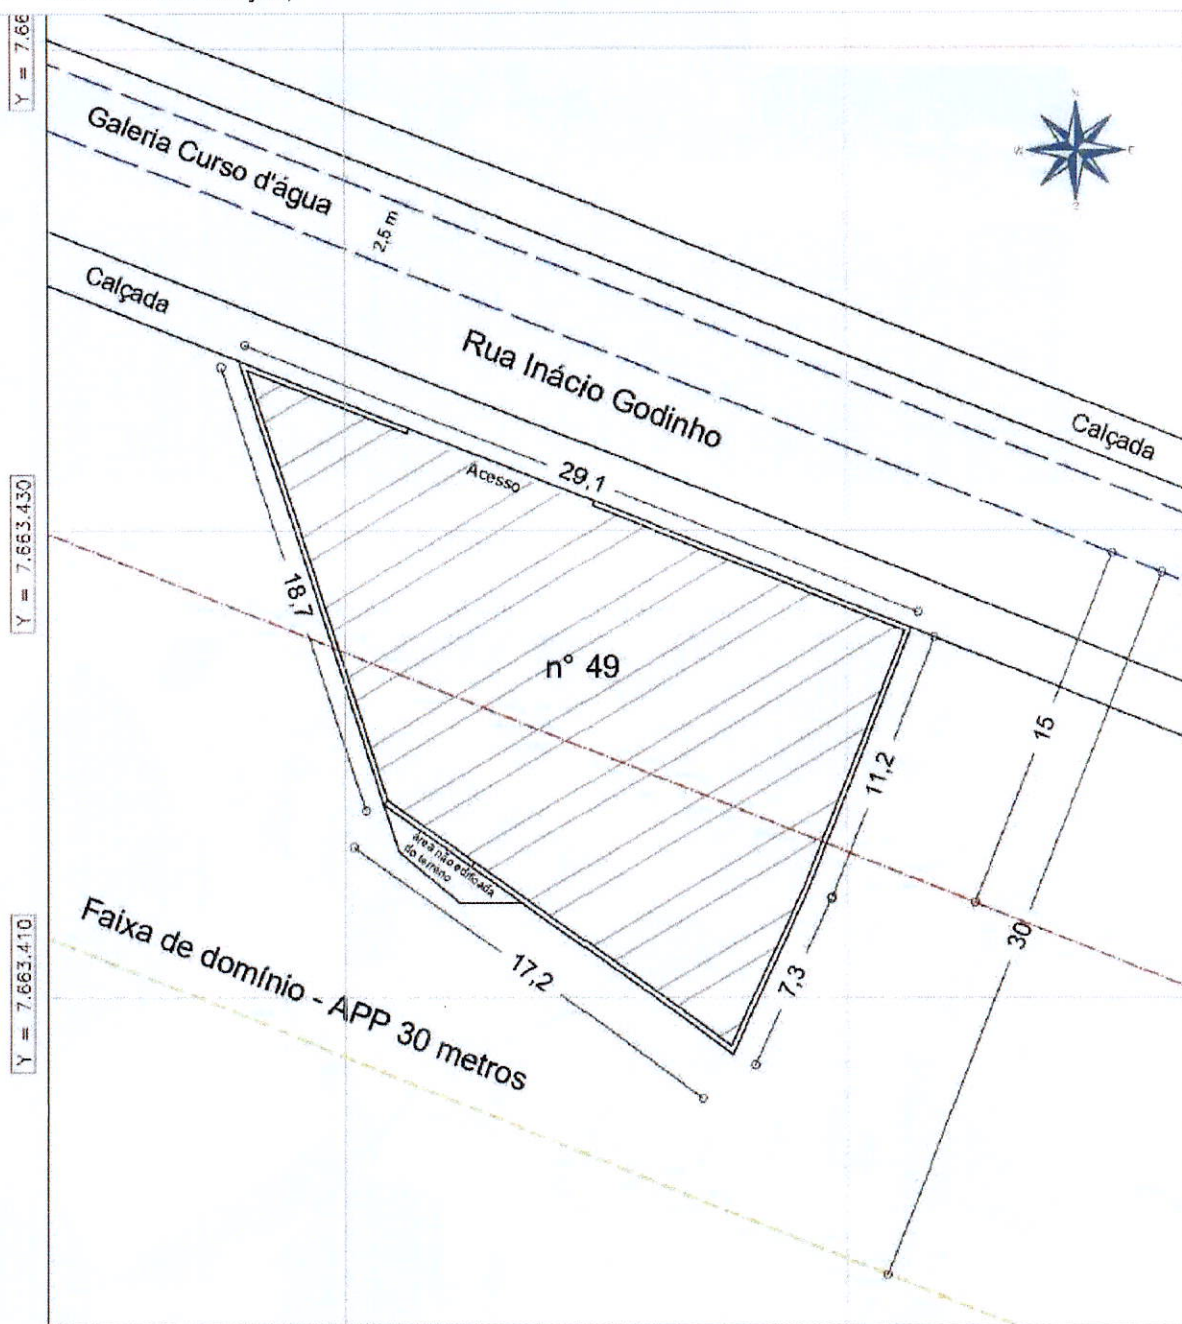 Y = 7.66
Galeria Curso d'água
2,5 m
Calçada
Rua Inácio Godinho
Calçada
Acesso
29,1
Y = 7.663.430
18,7
n° 49
15
11,2
área não edificada
do terreno
30
Y = 7.663.410
Faixa de domínio - APP 30 metros
17,2
7,3